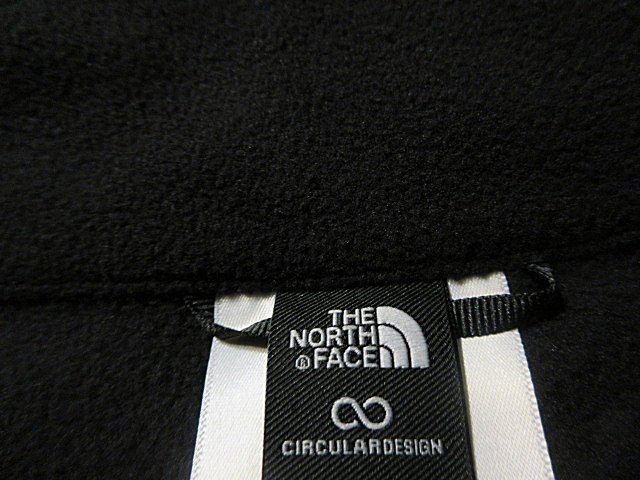 THE
NORTH
® FACE
CIRCULARDESIGN